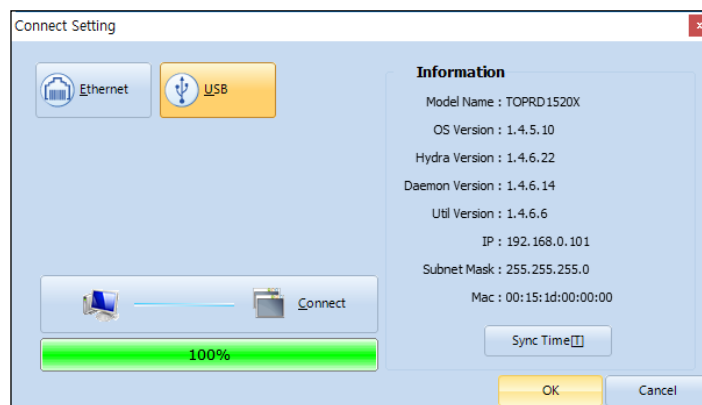 Connect Setting
Ethernet
USB
Connect
100%
Information
Model Name : TOPRD1520X
OS Version : 1.4.5.10
Hydra Version : 1.4.6.22
Daemon Version : 1.4.6.14
Util Version : 1.4.6.6
IP : 192.168.0.101
Subnet Mask : 255.255.255.0
Mac : 00:15:1d:00:00:00
Sync Time[T]
OK
Cancel